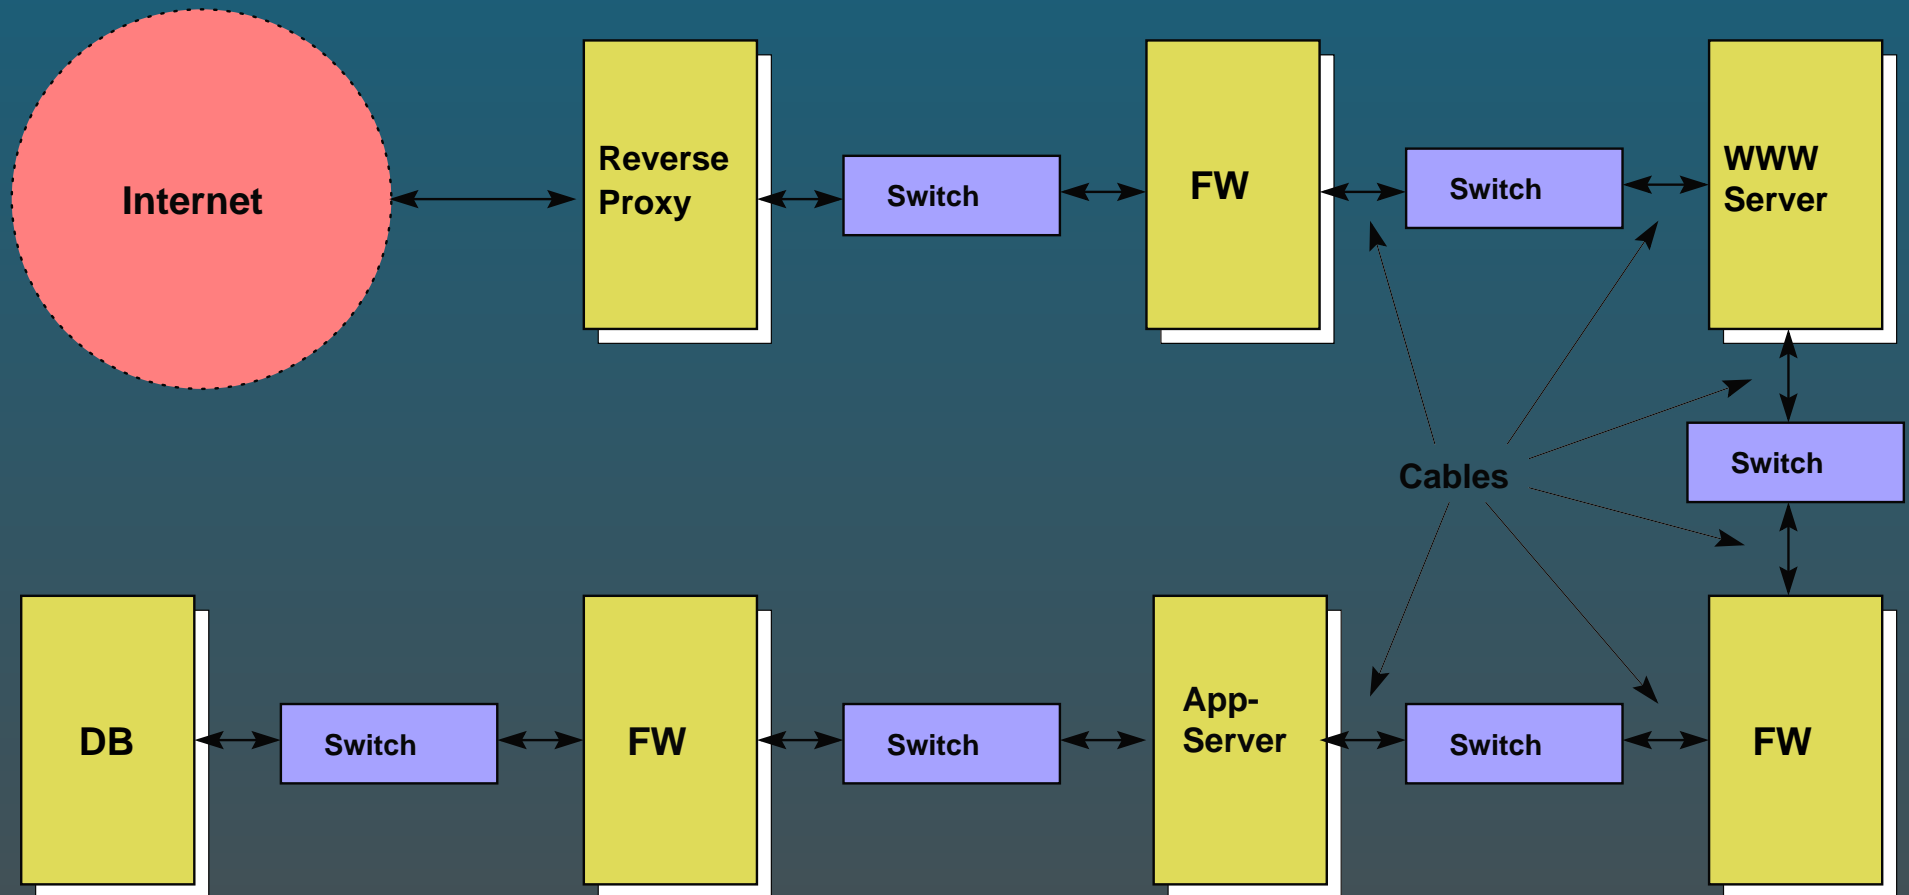 Internet
Reverse
Proxy
Switch
FW
Switch
WWW
Server
Cables
Switch
DB
Switch
FW
Switch
App-
Server
Switch
FW